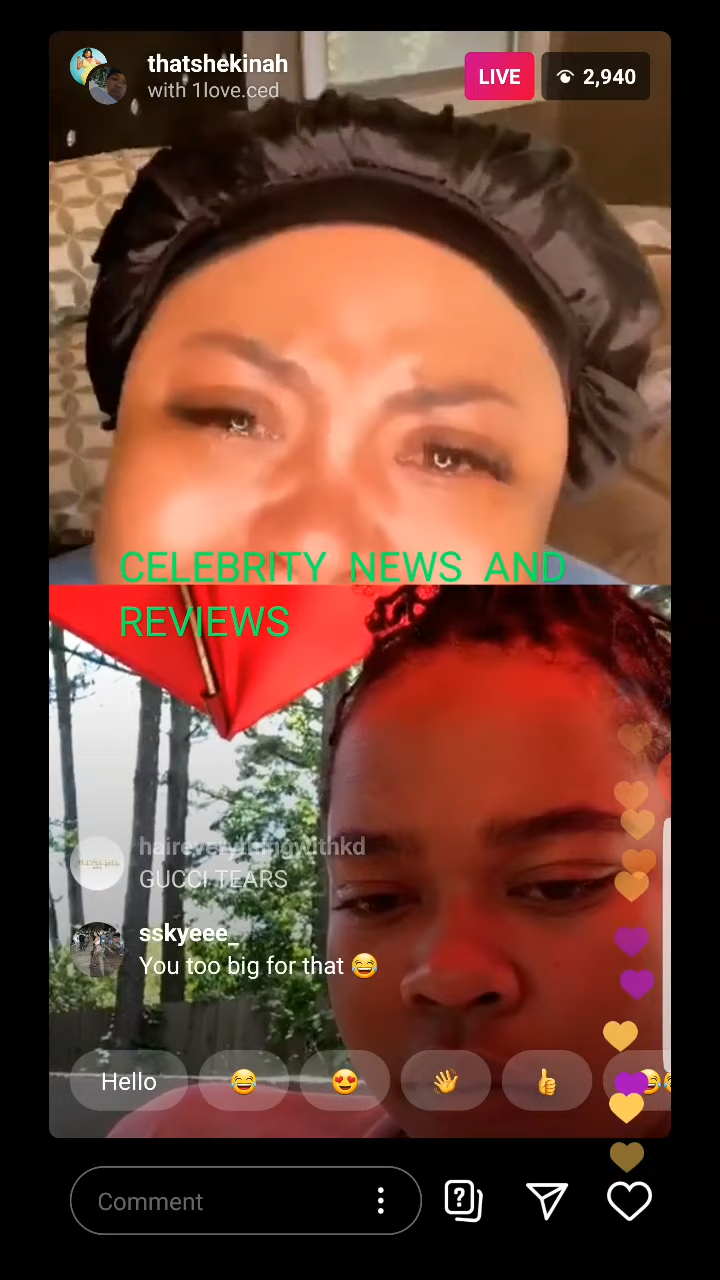 thatshekinah
with 1love.ced
LIVE
2,940
CELEBRITY NEWS AND
REVIEWS
haireverythingwithkd
GUCCI TEARS
sskyeee_
You too big for that 😂
Hello
Comment